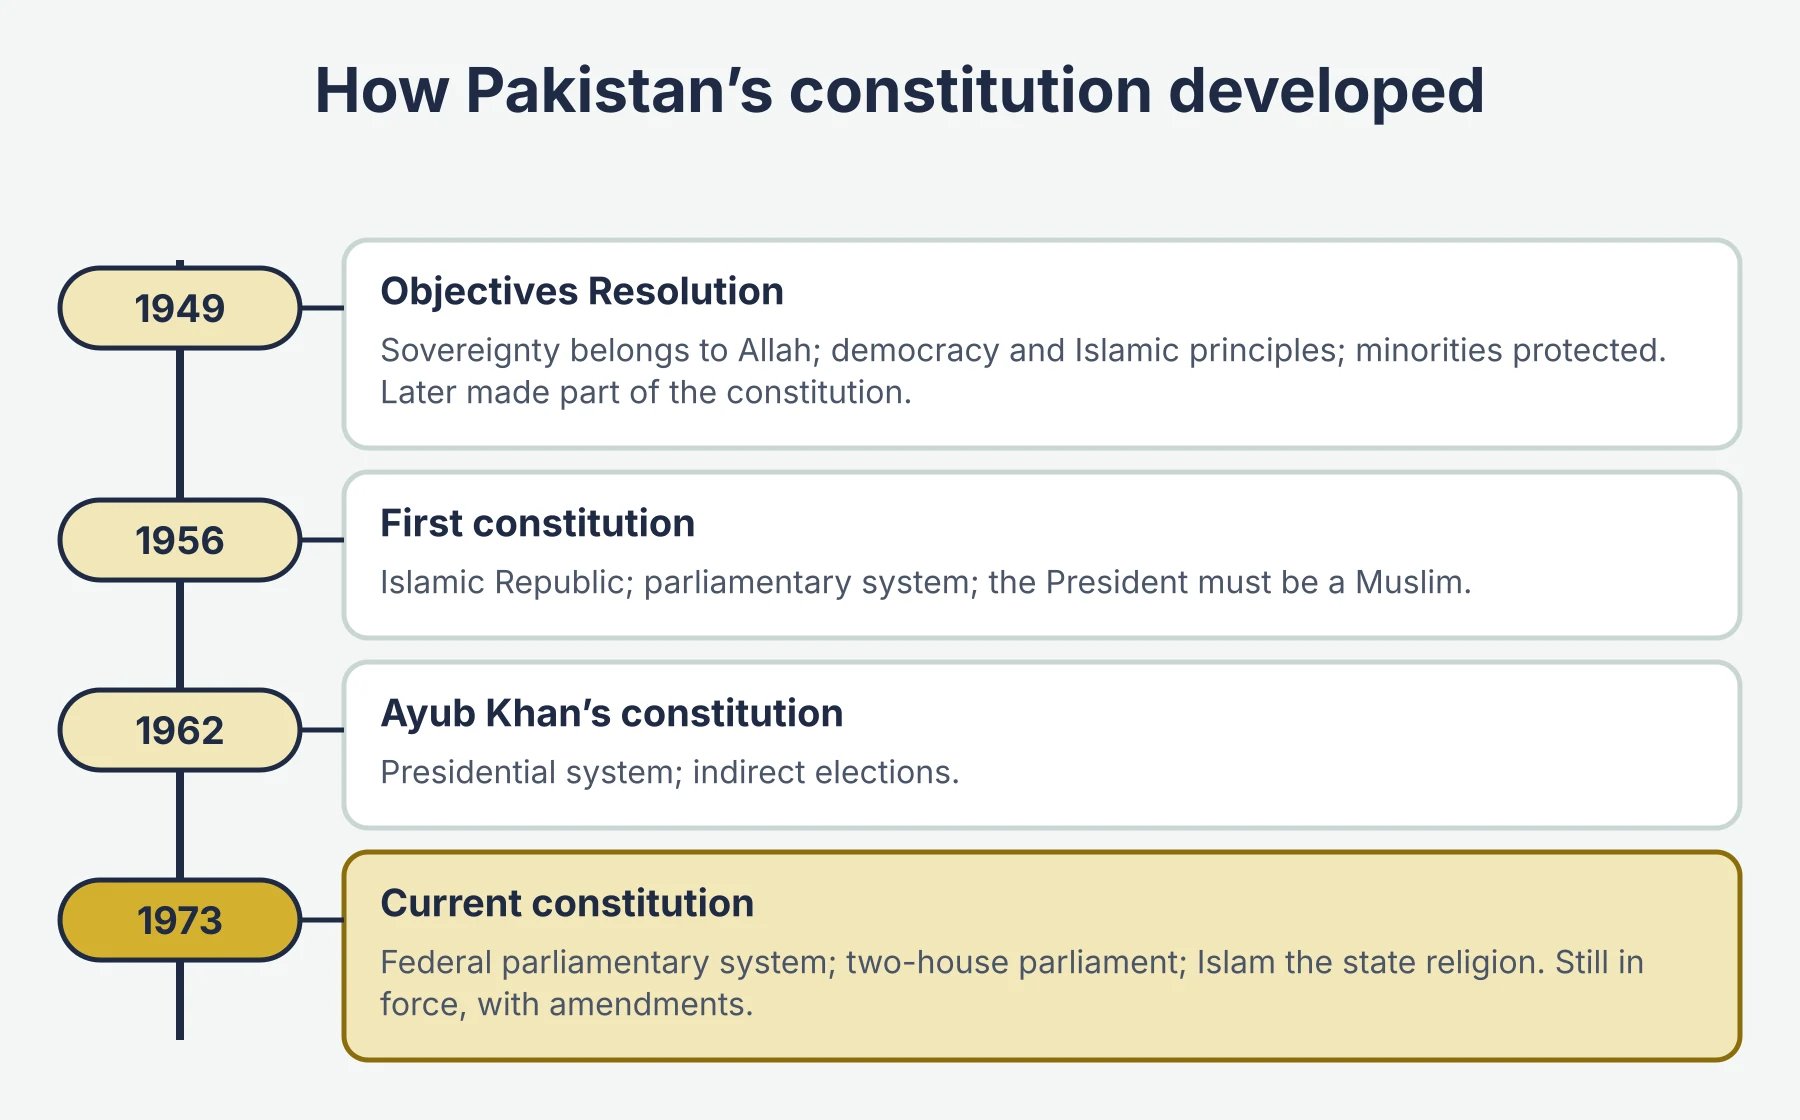 How Pakistan’s constitution developed
1949
Objectives Resolution
Sovereignty belongs to Allah; democracy and Islamic principles; minorities protected.
Later made part of the constitution.
1956
First constitution
Islamic Republic; parliamentary system; the President must be a Muslim.
1962
Ayub Khan’s constitution
Presidential system; indirect elections.
1973
Current constitution
Federal parliamentary system; two-house parliament; Islam the state religion. Still in
force, with amendments.